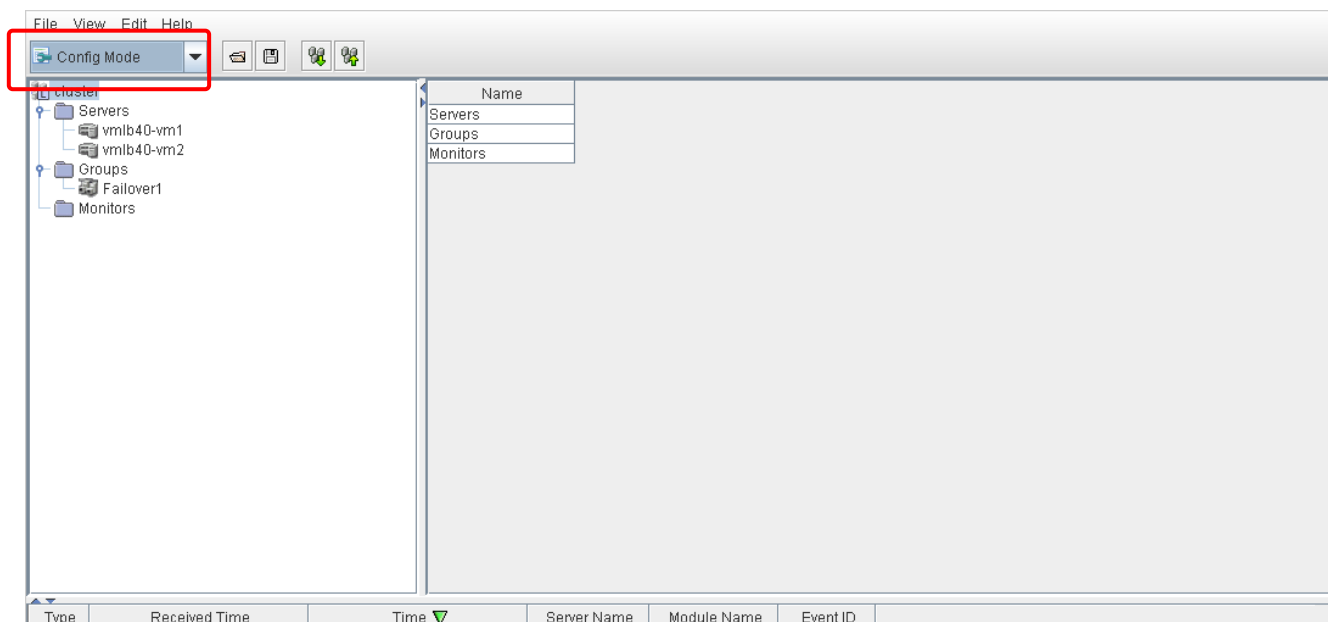 File View Edit Help
Config Mode
cluster
Servers
vmlb40-vm1
vmlb40-vm2
Groups
Failover1
Monitors
Name
Servers
Groups
Monitors
Type Received Time Time Server Name Module Name Event ID